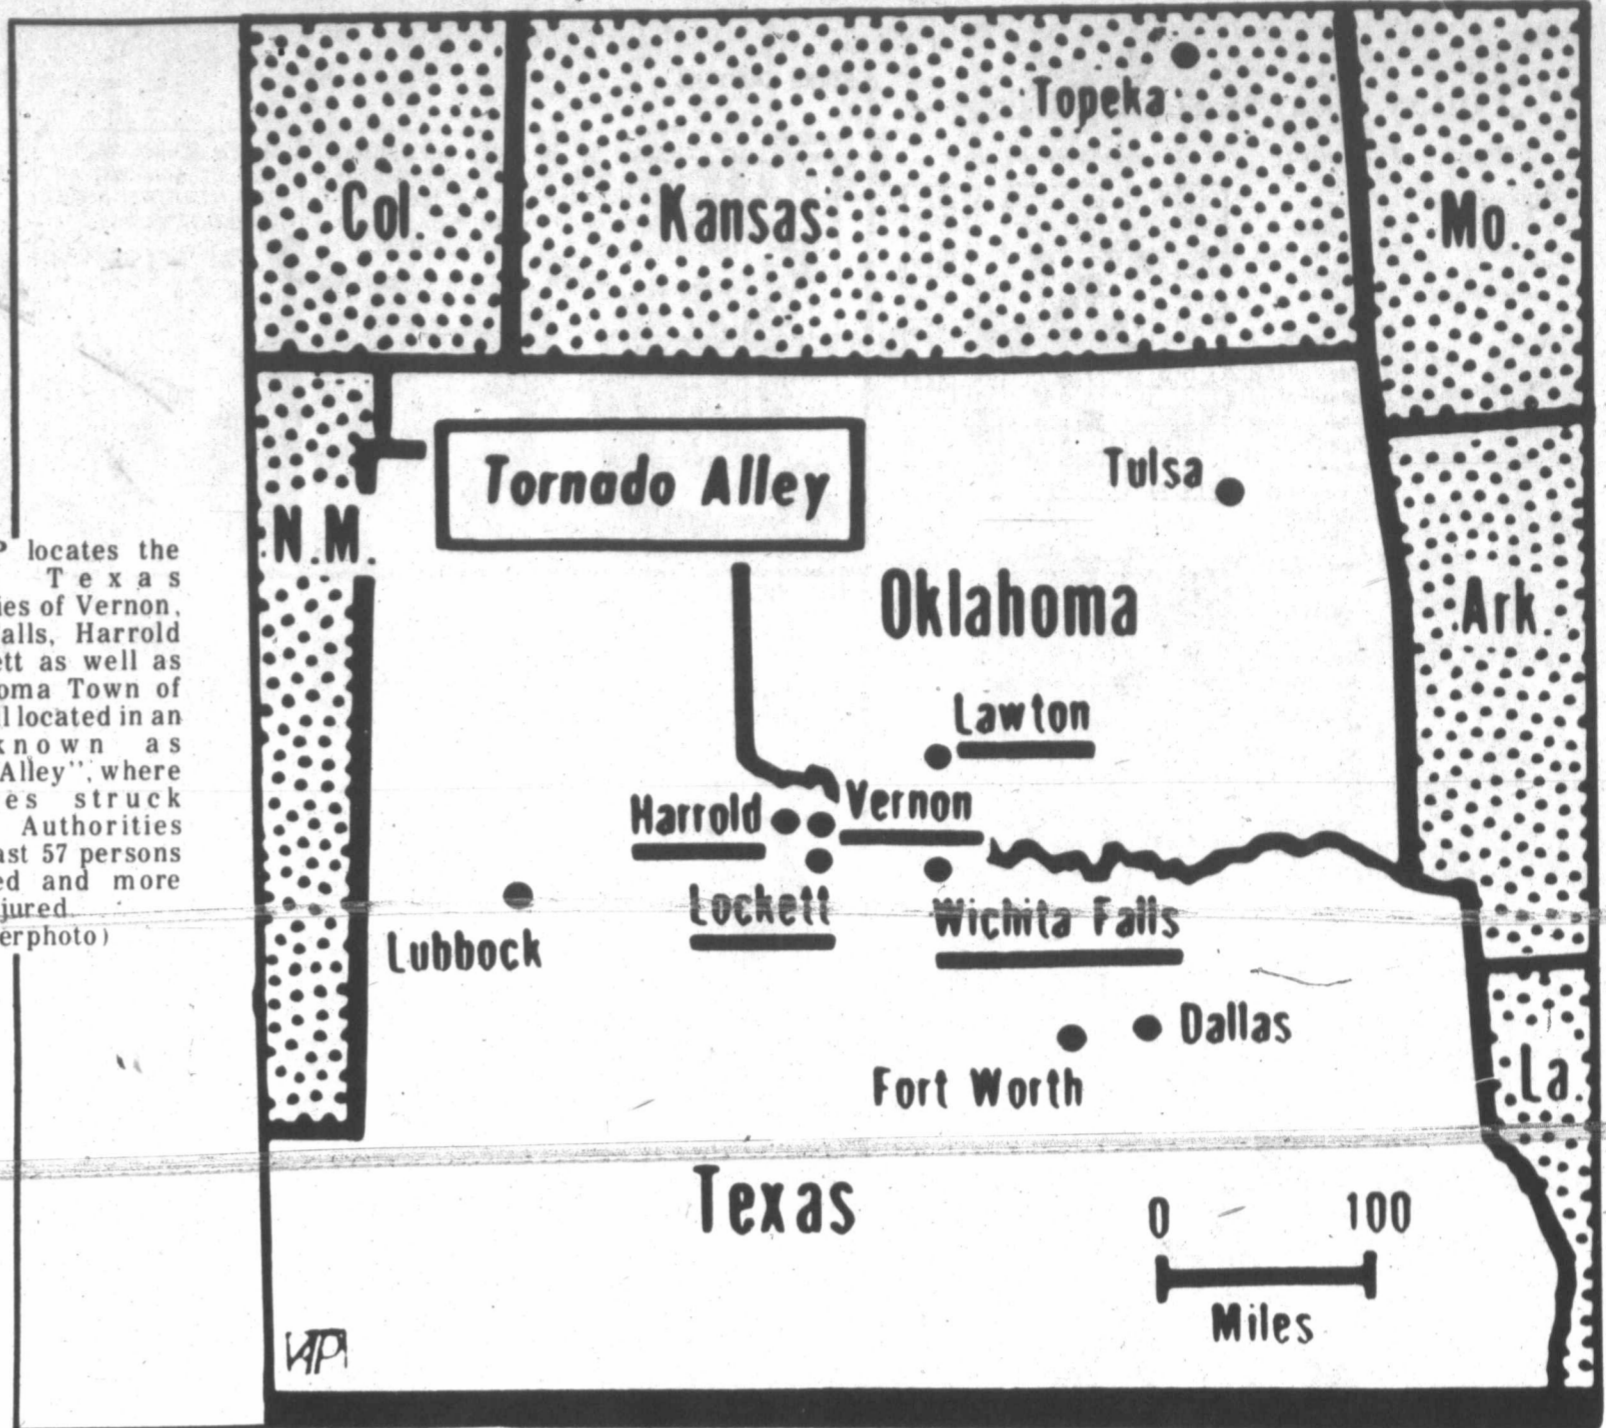 P locates the
Texas
ies of Vernon,
alls, Harrold
ett as well as
oma Town of
l located in an
known as
Alley", where
es struck
Authorities
ast 57 persons
ed and more
jured.
erphoto)
Topeka
Col.
Kansas
Mo.
Tornado Alley
Tulsa
N.M.
Oklahoma
Ark.
Lawton
Harrold
Vernon
Lockett
Wichita Falls
Lubbock
Dallas
Fort Worth
La.
Texas
0 100
Miles
AP